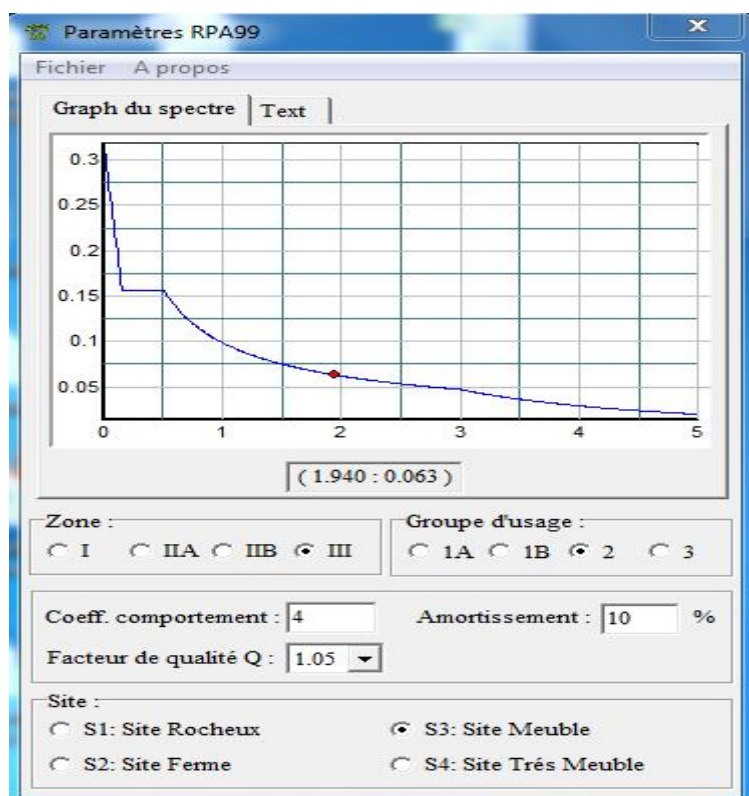 Paramètres RPA99
Fichier A propos
Graph du spectre Text
0.3
0.25
0.2
0.15
0.1
0.05
0 1 2 3 4 5
( 1.940 : 0.063 )
Zone : Groupe d'usage :
I IIA IIB III 1A 1B 2 3
Coeff. comportement : 4 Amortissement : 10 %
Facteur de qualité Q : 1.05
Site :
S1: Site Rocheux S3: Site Meuble
S2: Site Ferme S4: Site Trés Meuble